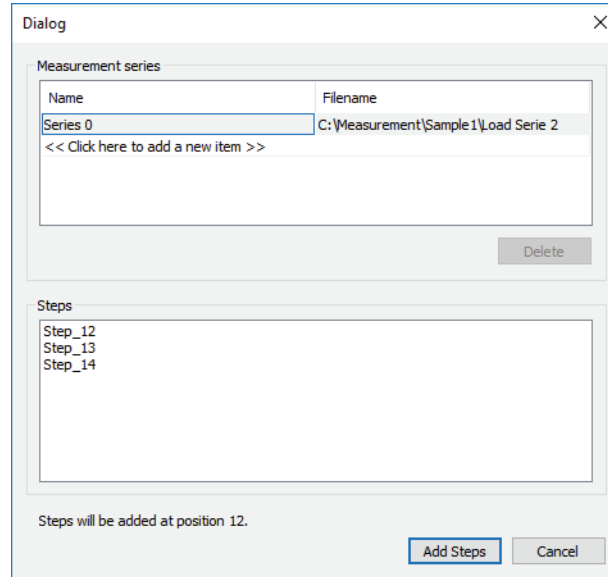 Dialog
Measurement series
Name Filename
Series 0 C:\Measurement\Sample1\Load Serie 2
<< Click here to add a new item >>
Delete
Steps
Step_12
Step_13
Step_14
Steps will be added at position 12.
Add Steps Cancel